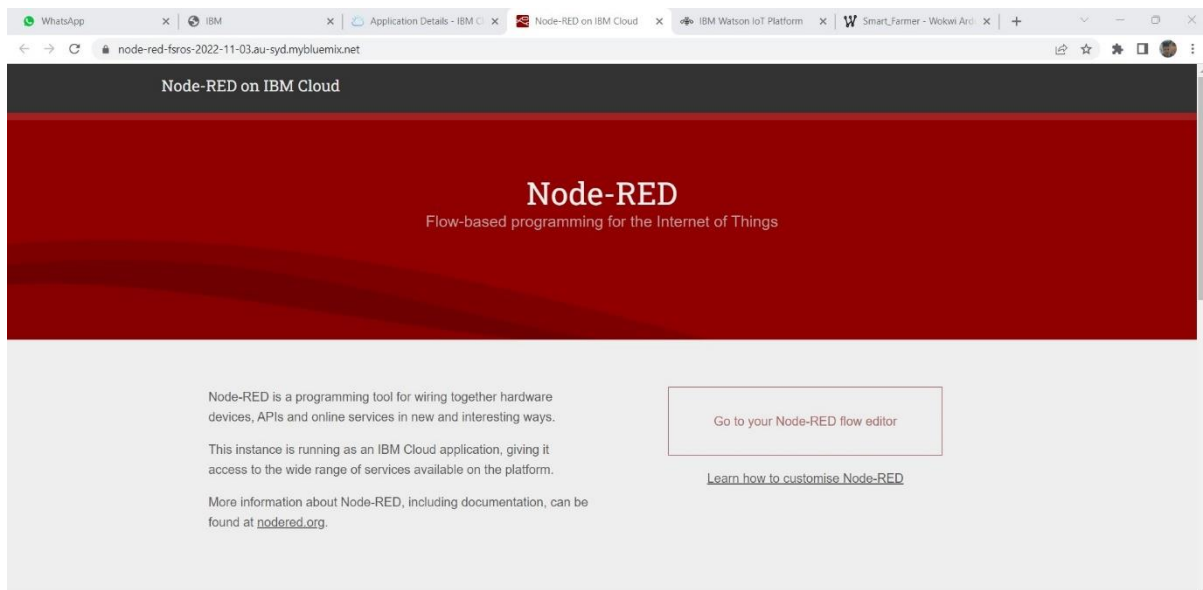 WhatsApp
IBM
Application Details - IBM C
Node-RED on IBM Cloud
IBM Watson IoT Platform
Smart_Farmer - Wokwi Ard
node-red-fsros-2022-11-03.au-syd.mybluemix.net
Node-RED on IBM Cloud
Node-RED
Flow-based programming for the Internet of Things
Node-RED is a programming tool for wiring together hardware
devices, APIs and online services in new and interesting ways.
This instance is running as an IBM Cloud application, giving it
access to the wide range of services available on the platform.
More information about Node-RED, including documentation, can be
found at nodered.org.
Go to your Node-RED flow editor
Learn how to customise Node-RED